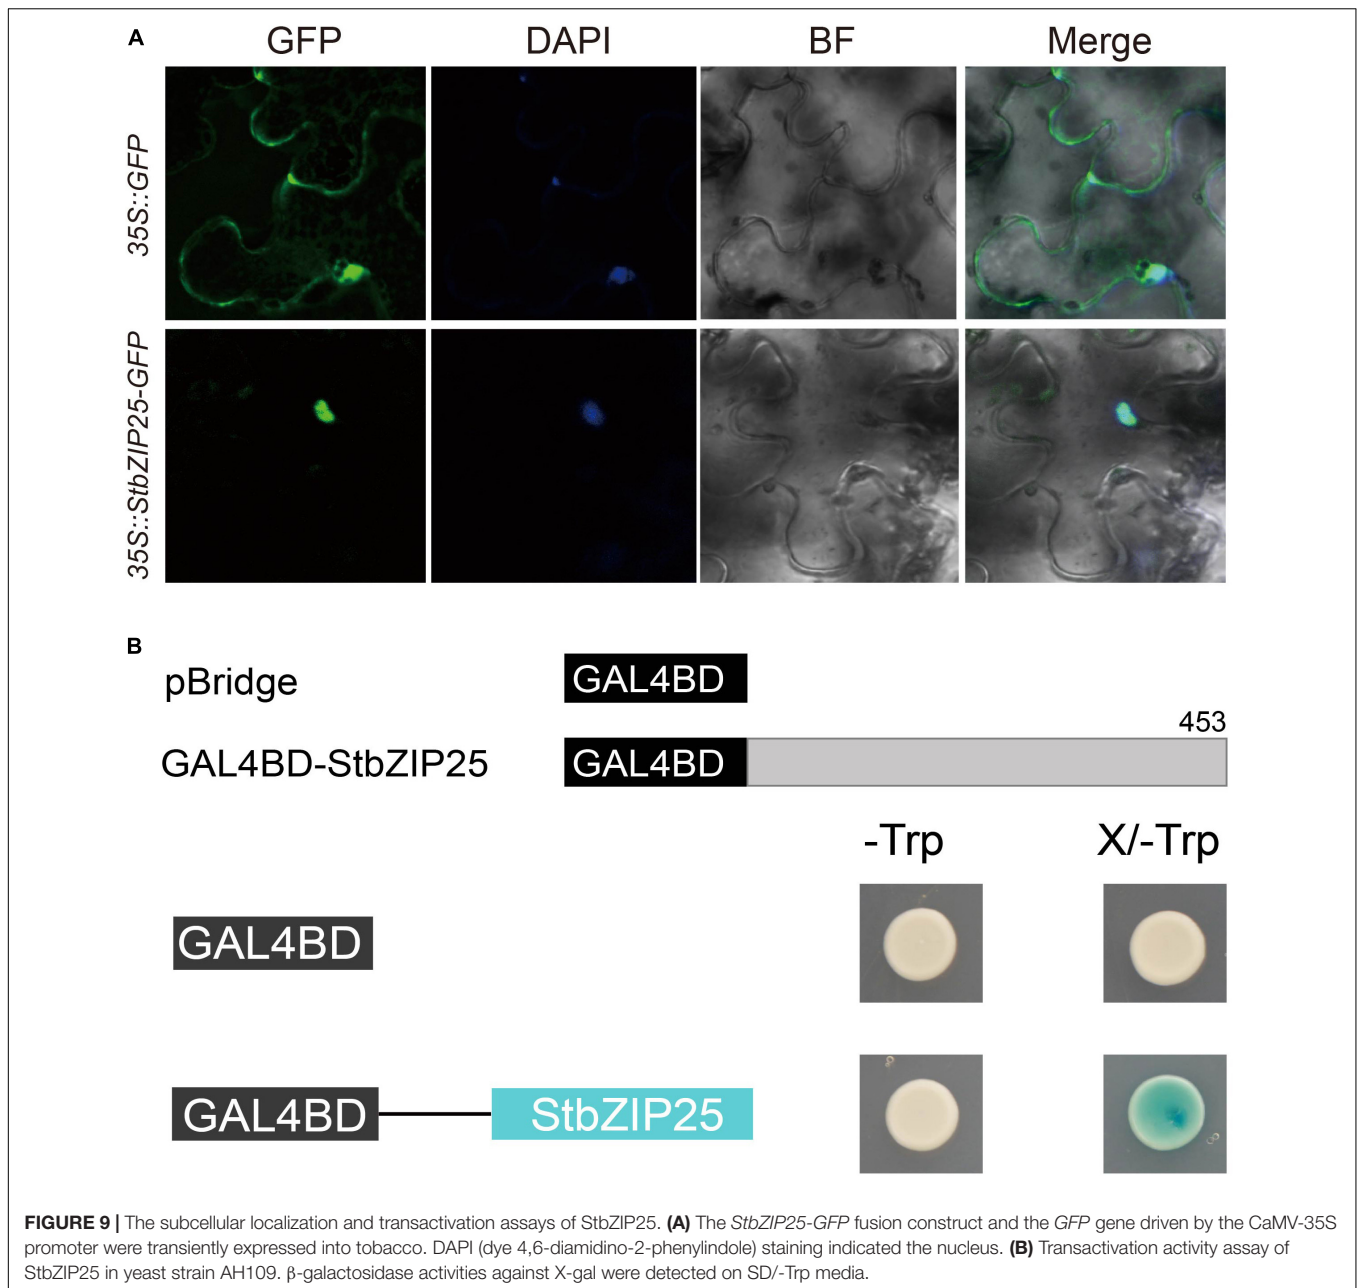 A
GFP DAPI BF Merge
35S::GFP
35S::StbZIP25-GFP
B
pBridge GAL4BD
453
GAL4BD-StbZIP25 GAL4BD
-Trp X/-Trp
GAL4BD
GAL4BD StbZIP25
FIGURE 9 | The subcellular localization and transactivation assays of StbZIP25. (A) The StbZIP25-GFP fusion construct and the GFP gene driven by the CaMV-35S
promoter were transiently expressed into tobacco. DAPI (dye 4,6-diamidino-2-phenylindole) staining indicated the nucleus. (B) Transactivation activity assay of
StbZIP25 in yeast strain AH109. β-galactosidase activities against X-gal were detected on SD/-Trp media.